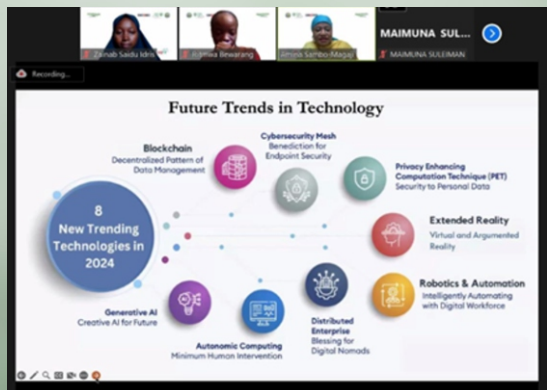 Zainab Saidu Idris
Bewarang
Amina Sambo-Magaji
MAIMUNA SUL...
MAIMUNA SULEIMAN
Recording...
Future Trends in Technology
8
New Trending
Technologies in
2024
Blockchain
Decentralized Pattern of
Data Management
Cybersecurity Mesh
Benediction for
Endpoint Security
Privacy Enhancing
Computation Technique (PET)
Security to Personal Data
Extended Reality
Virtual and Argumented
Reality
Robotics & Automation
Intelligently Automating
with Digital Workforce
Distributed
Enterprise
Blessing for
Digital Nomads
Autonomic Computing
Minimum Human Intervention
Generative AI
Creative AI for Future